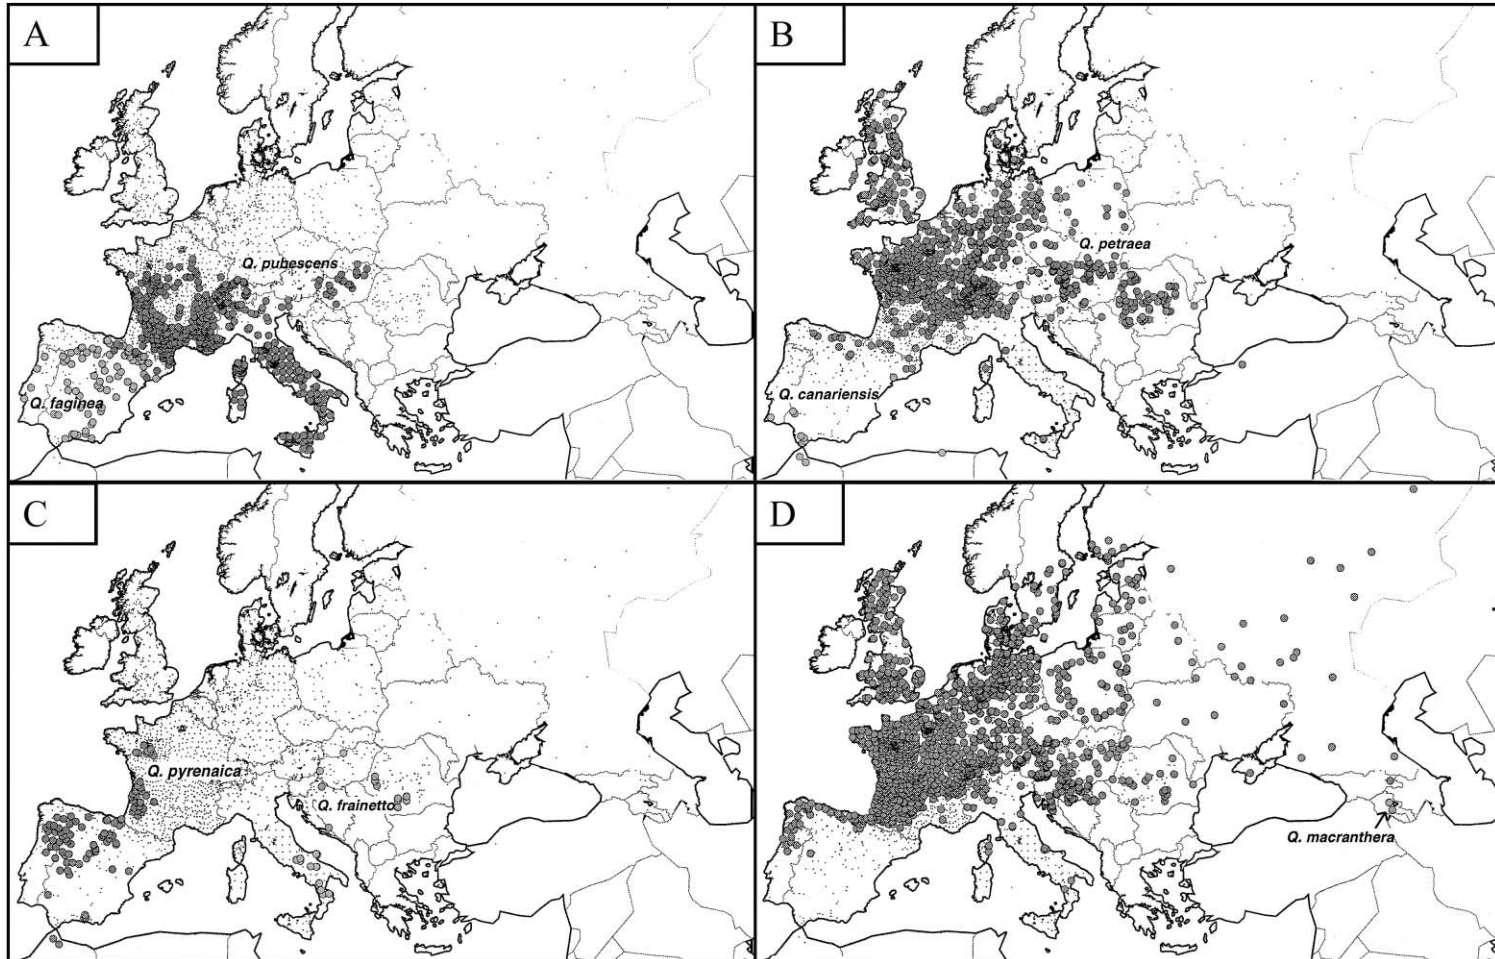 A
B
Q. pubescens
Q. faginea
Q. petraea
Q. canariensis
C
D
Q. pyrenaica
Q. frainetto
Q. macranthera